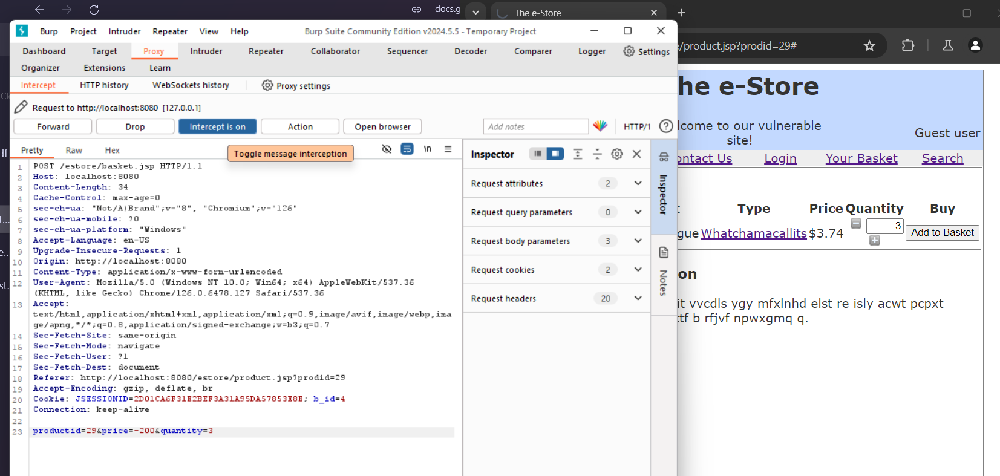 docs.g
The e-Store
Burp Project Intruder Repeater View Help Burp Suite Community Edition v2024.5.5 - Temporary Project
/product.jsp?prodid=29#
Dashboard Target Proxy Intruder Repeater Collaborator Sequencer Decoder Comparer Logger Settings
Organizer Extensions Learn
Intercept HTTP history WebSockets history Proxy settings
Request to http://localhost:8080 [127.0.0.1]
Forward Drop Intercept is on Action Open browser Add notes HTTP/1 ?
Pretty Raw Hex \n
Toggle message interception
1 POST /estore/basket.jsp HTTP/1.1
2 Host: localhost:8080
3 Content-Length: 34
4 Cache-Control: max-age=0
5 sec-ch-ua: "Not/A)Brand";v="8", "Chromium";v="126"
6 sec-ch-ua-mobile: ?0
7 sec-ch-ua-platform: "Windows"
8 Accept-Language: en-US
9 Upgrade-Insecure-Requests: 1
10 Origin: http://localhost:8080
11 Content-Type: application/x-www-form-urlencoded
12 User-Agent: Mozilla/5.0 (Windows NT 10.0; Win64; x64) AppleWebKit/537.36
(KHTML, like Gecko) Chrome/126.0.6478.127 Safari/537.36
13 Accept:
text/html,application/xhtml+xml,application/xml;q=0.9,image/avif,image/webp,ima
ge/apng,*/*;q=0.8,application/signed-exchange;v=b3;q=0.7
14 Sec-Fetch-Site: same-origin
15 Sec-Fetch-Mode: navigate
16 Sec-Fetch-User: ?1
17 Sec-Fetch-Dest: document
18 Referer: http://localhost:8080/estore/product.jsp?prodid=29
19 Accept-Encoding: gzip, deflate, br
20 Cookie: JSESSIONID=2D01CA6F31E2BEF3A31A95DA57853E8E; b_id=4
21 Connection: keep-alive
22
23 productid=29&price=-200&quantity=3
Inspector
Request attributes 2
Request query parameters 0
Request body parameters 3
Request cookies 2
Request headers 20
Inspector
Notes
he e-Store
lcome to our vulnerable
site!
Guest user
ontact Us Login Your Basket Search
t Type Price Quantity Buy
gue Whatchamacallits $3.74 3 Add to Basket
on
it vvcdls ygy mfxlnhd elst re isly acwt pcpxt
tf b rfjvf npwxgmq q.